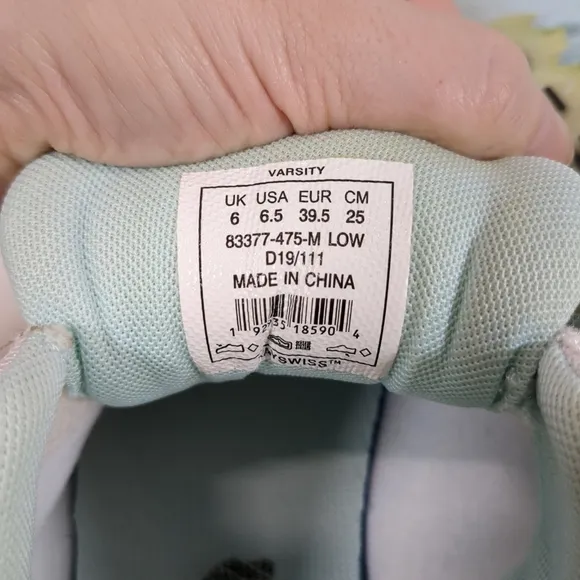 VARSITY
UK USA EUR CM
6 6.5 39.5 25
83377-475-M LOW
D19/111
MADE IN CHINA
18590 4